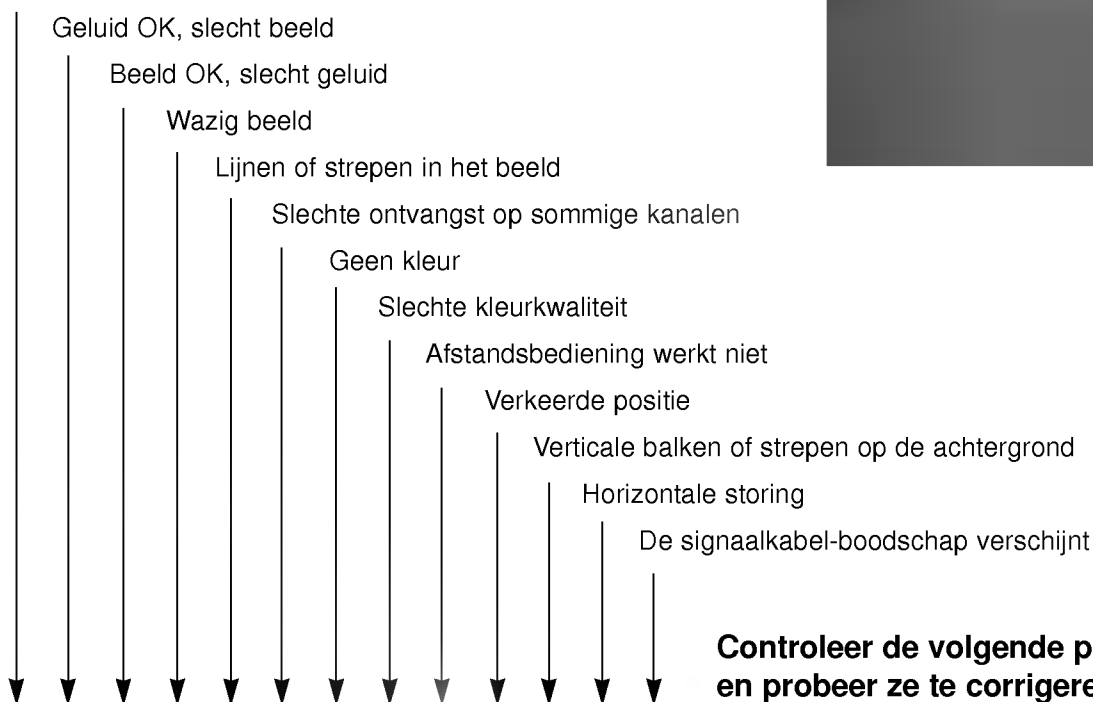 Geluid OK, slecht beeld
Beeld OK, slecht geluid
Wazig beeld
Lijnen of strepen in het beeld
Slechte ontvangst op sommige kanalen
Geen kleur
Slechte kleurkwaliteit
Afstandsbediening werkt niet
Verkeerde positie
Verticale balken of strepen op de achtergrond
Horizontale storing
De signaalkabel-boodschap verschijnt
Controleer de volgende
en probeer ze te